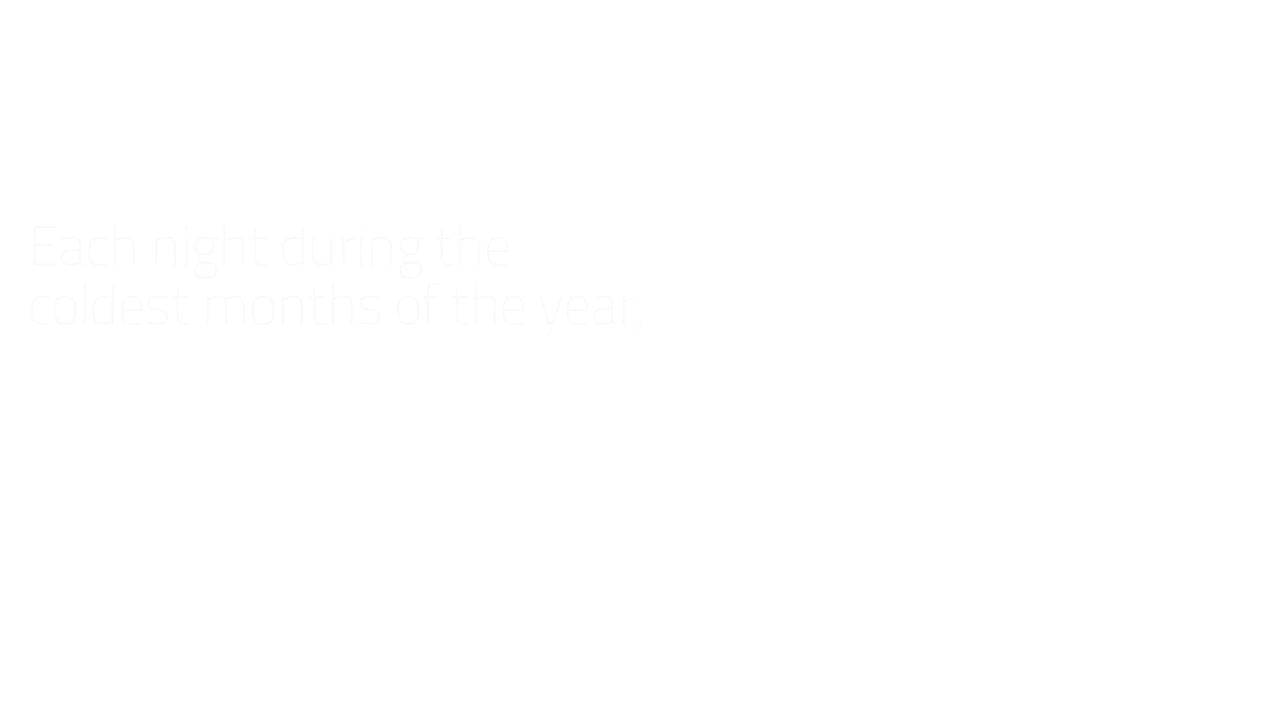 Each night during the
coldest months of the year,